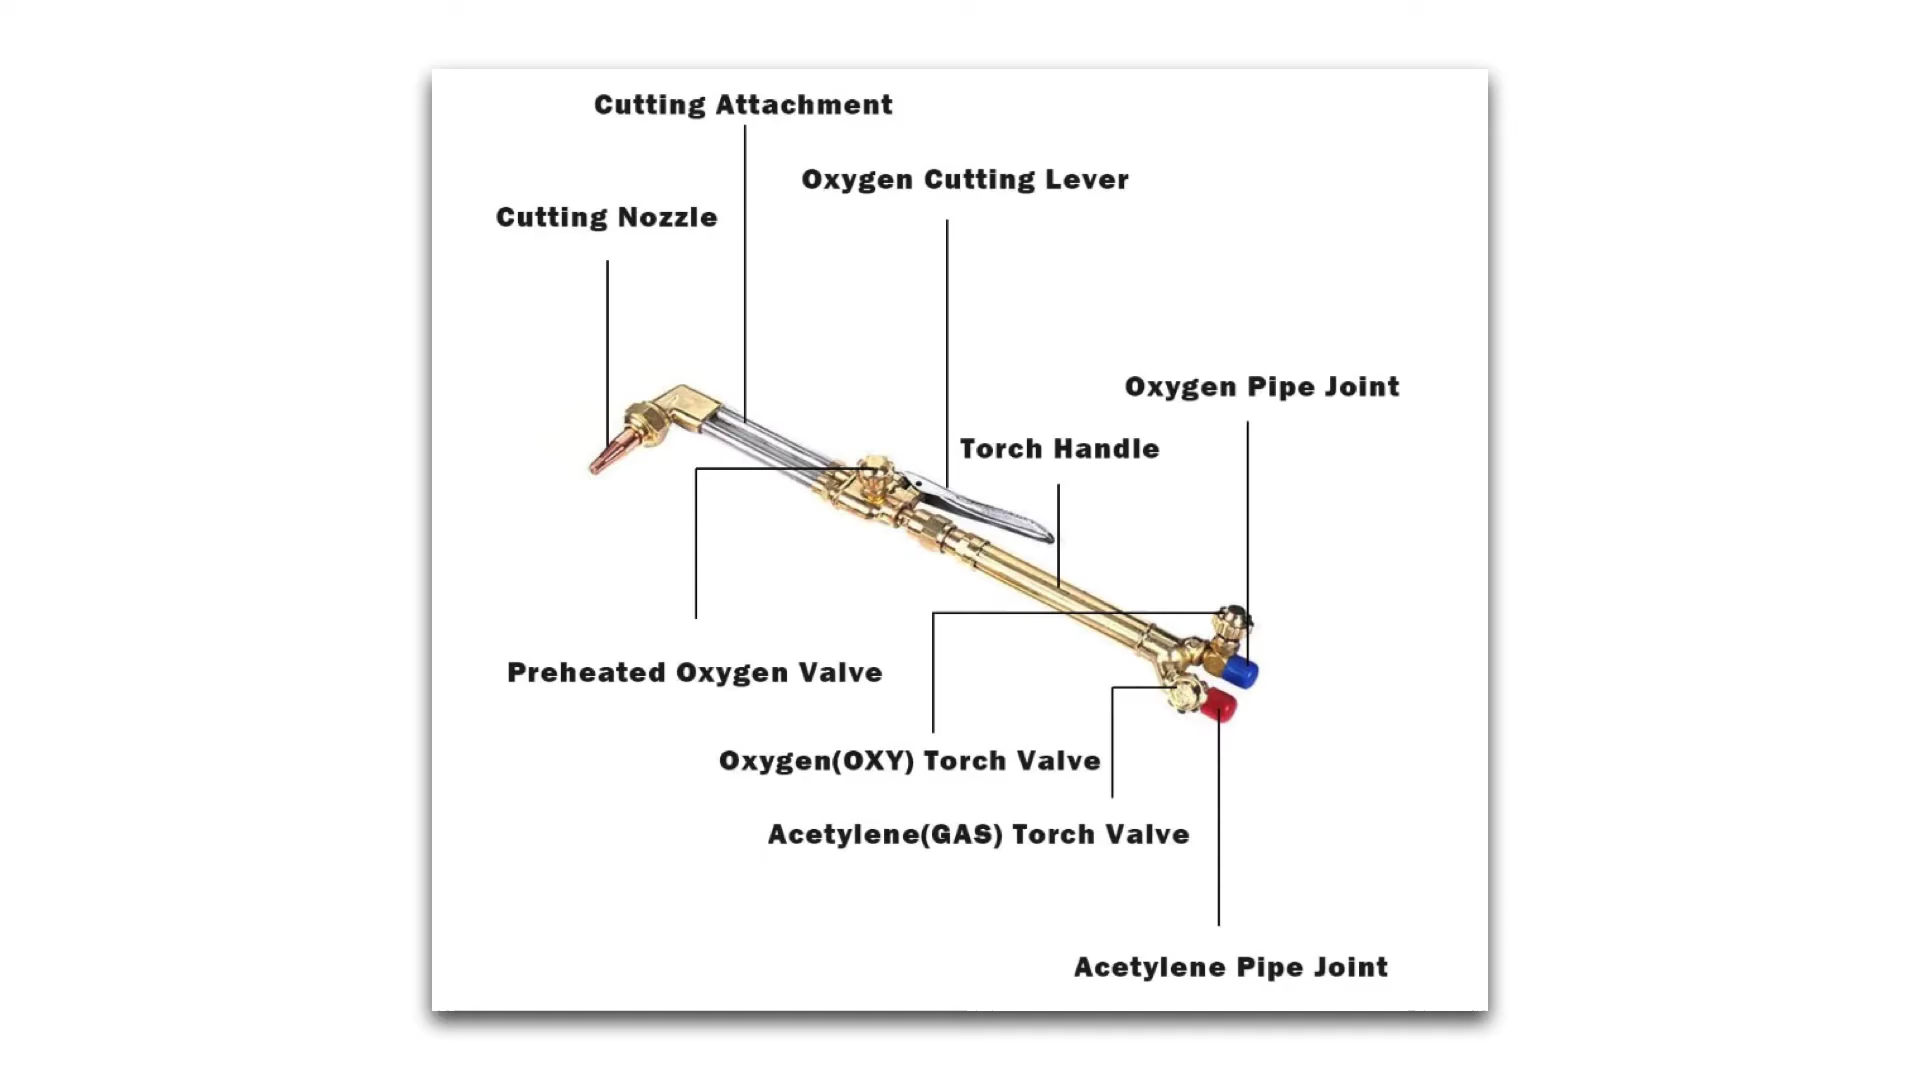 Cutting Attachment
Oxygen Cutting Lever
Cutting Nozzle
Oxygen Pipe Joint
Torch Handle
Preheated Oxygen Valve
Oxygen(OXY) Torch Valve
Acetylene(GAS) Torch Valve
Acetylene Pipe Joint